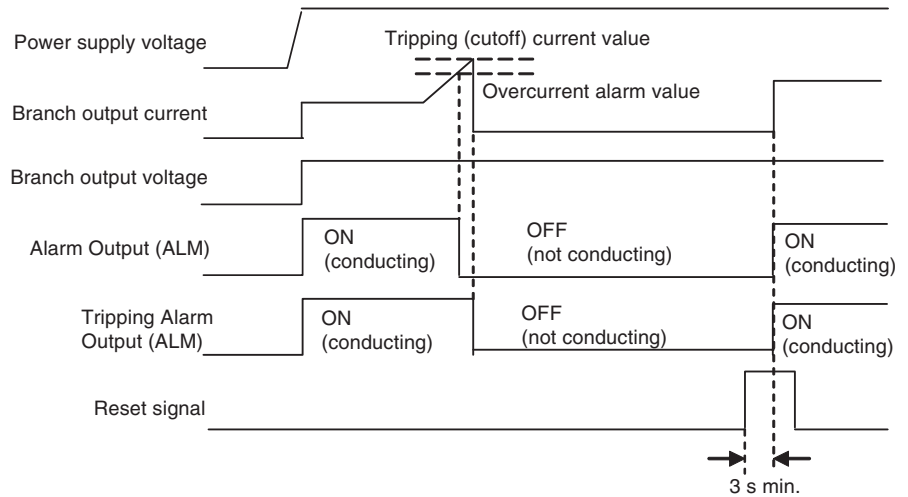 Power supply voltage
Tripping (cutoff) current value
Overcurrent alarm value
Branch output current
Branch output voltage
Alarm Output (ALM)
ON
(conducting)
OFF
(not conducting)
ON
(conducting)
Tripping Alarm
Output (ALM)
ON
(conducting)
OFF
(not conducting)
ON
(conducting)
Reset signal
3 s min.